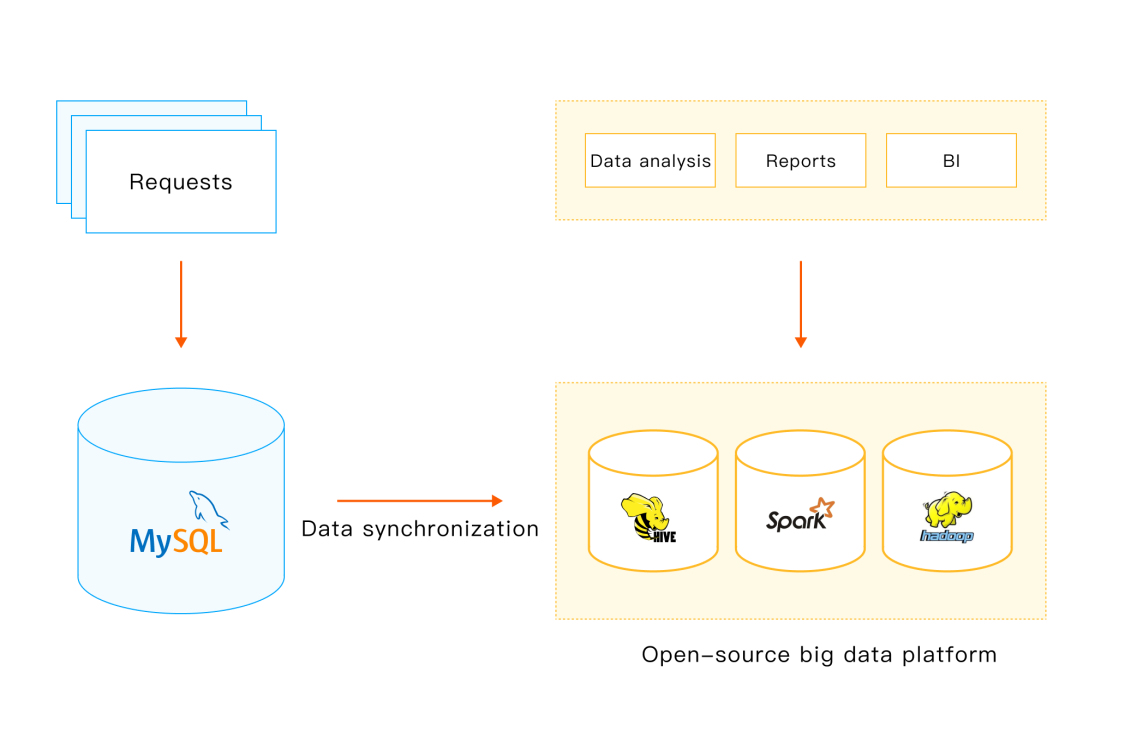 Requests
Data analysis
Reports
BI
MySQL
Data synchronization
HIVE
Spark
hadoop
Open-source big data platform